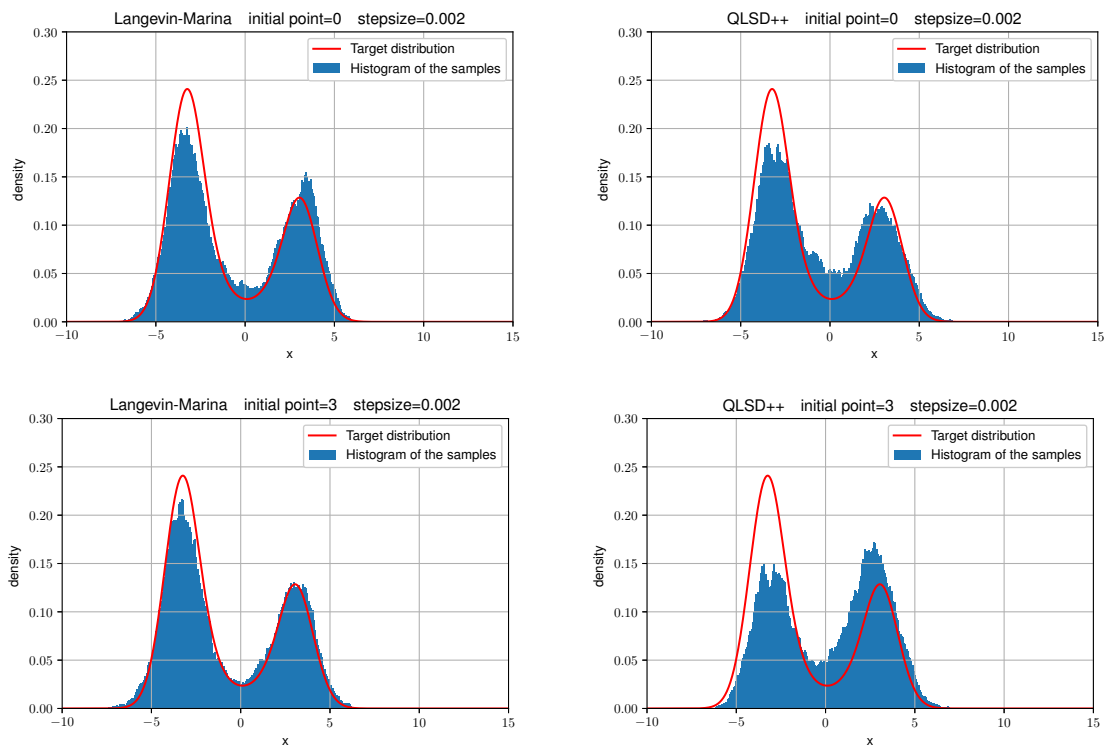 Langevin-Marina initial point=0 stepsize=0.002
0.30
0.25
0.20
0.15
0.10
0.05
0.00
density
Target distribution
Histogram of the samples
−10 −5 0 5 10 15
x
QLSD++ initial point=0 stepsize=0.002
0.30
0.25
0.20
0.15
0.10
0.05
0.00
density
Target distribution
Histogram of the samples
−10 −5 0 5 10 15
x
Langevin-Marina initial point=3 stepsize=0.002
0.30
0.25
0.20
0.15
0.10
0.05
0.00
density
Target distribution
Histogram of the samples
−10 −5 0 5 10 15
x
QLSD++ initial point=3 stepsize=0.002
0.30
0.25
0.20
0.15
0.10
0.05
0.00
density
Target distribution
Histogram of the samples
−10 −5 0 5 10 15
x